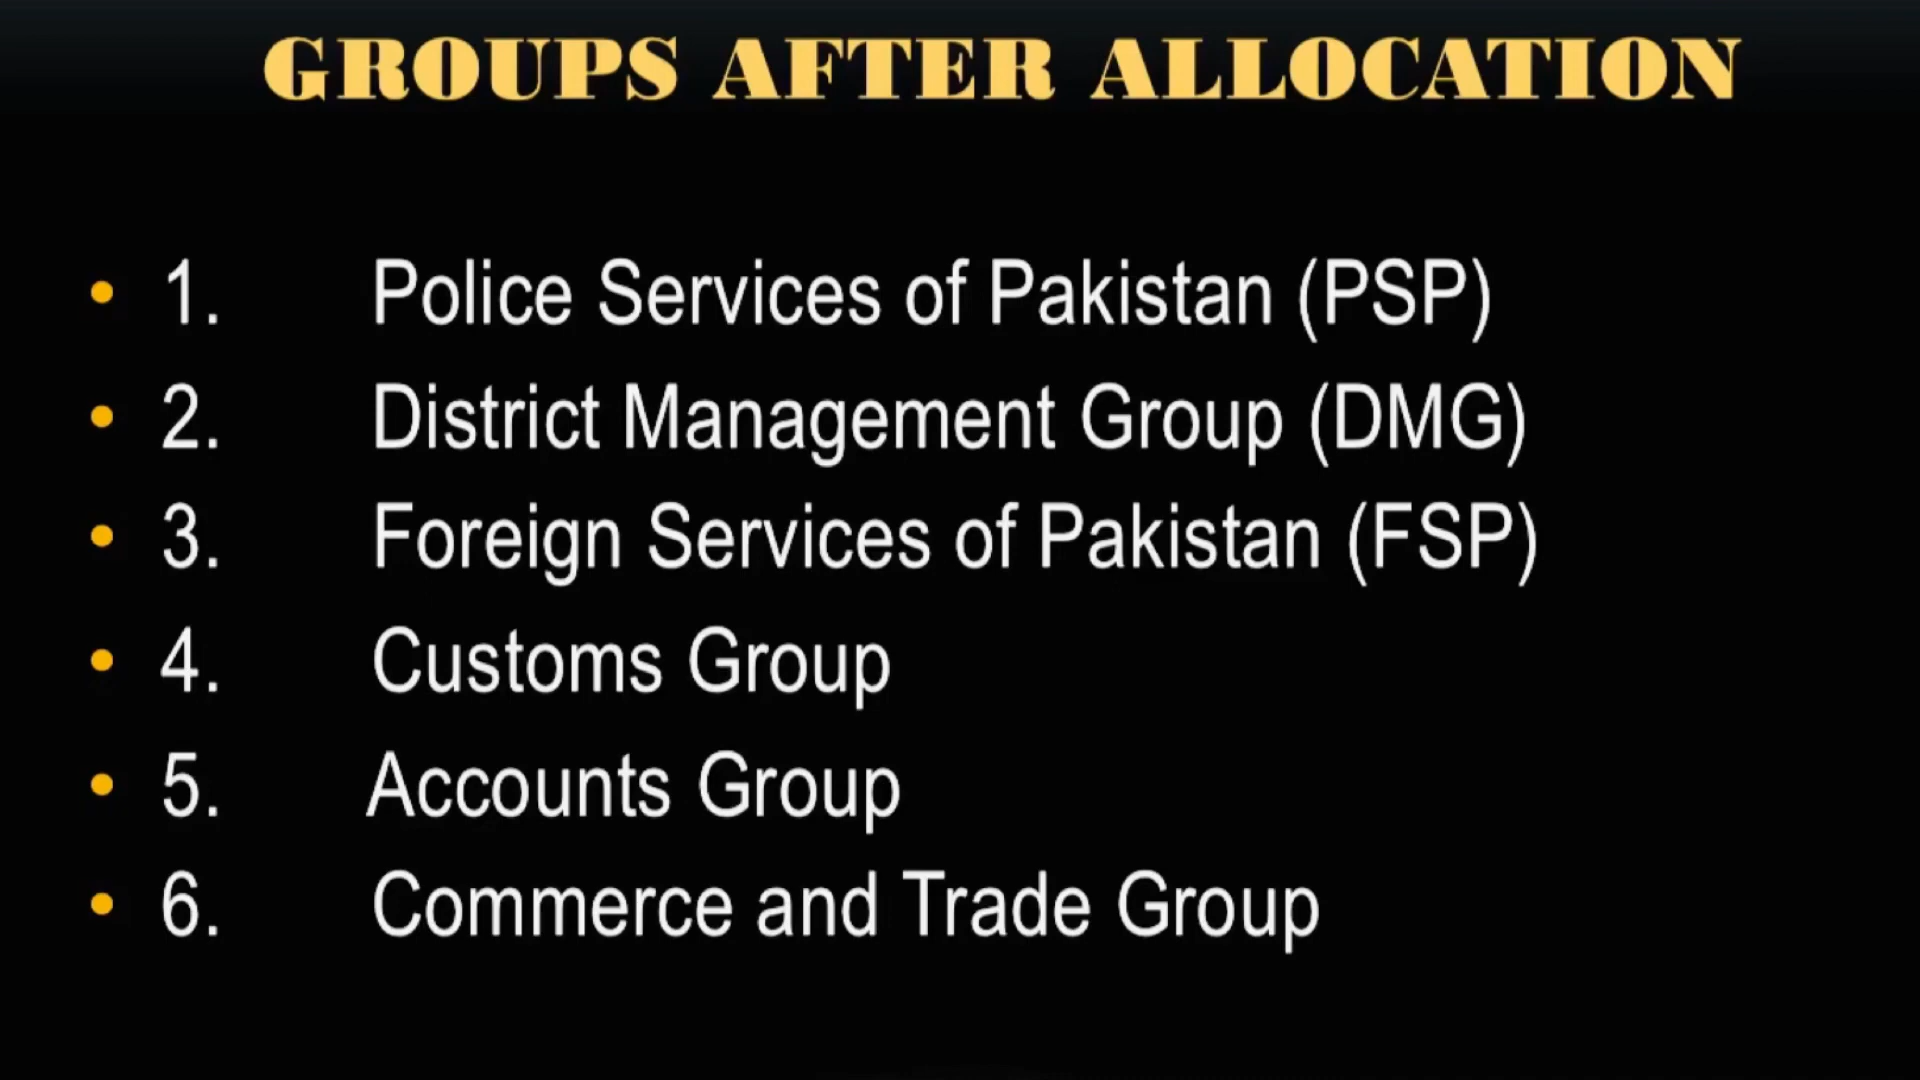 GROUPS AFTER ALLOCATION
• 1. Police Services of Pakistan (PSP)
• 2. District Management Group (DMG)
• 3. Foreign Services of Pakistan (FSP)
• 4. Customs Group
• 5. Accounts Group
• 6. Commerce and Trade Group